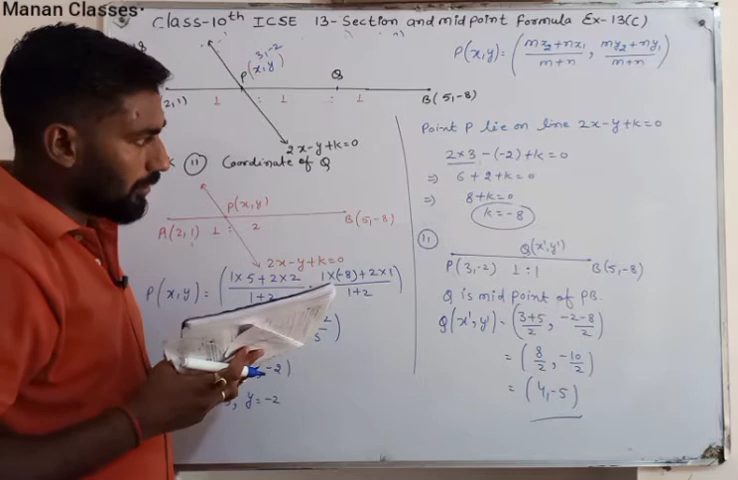 Manan Classes.
Class-10th ICSE 13-Section and mid point formula Ex-13(C)
18
3,-2
P(x,y)
Q
2,1)
1 : 1 : 1
B(5,-8)
2x-y+k=0
(ii) Coordinate of Q
P(x,y)
A(2,1) 1 : 2 B(5,-8)
2x-y+k=0
P(x,y) = (1×5+2×2/1+2, 1×(-8)+2×1/1+2)
,-2)
, y=-2
P(x,y) = (mx2+nx1/m+n, my2+ny1/m+n)
Point P lie on line 2x-y+k=0
2×3-(-2)+k=0
⇒ 6+2+k=0
⇒ 8+k=0
k=-8
(ii)
Q(x',y')
P(3,-2) 1:1 B(5,-8)
Q is mid point of PB.
Q(x',y') = (3+5/2, -2-8/2)
= (8/2, -10/2)
= (4,-5)